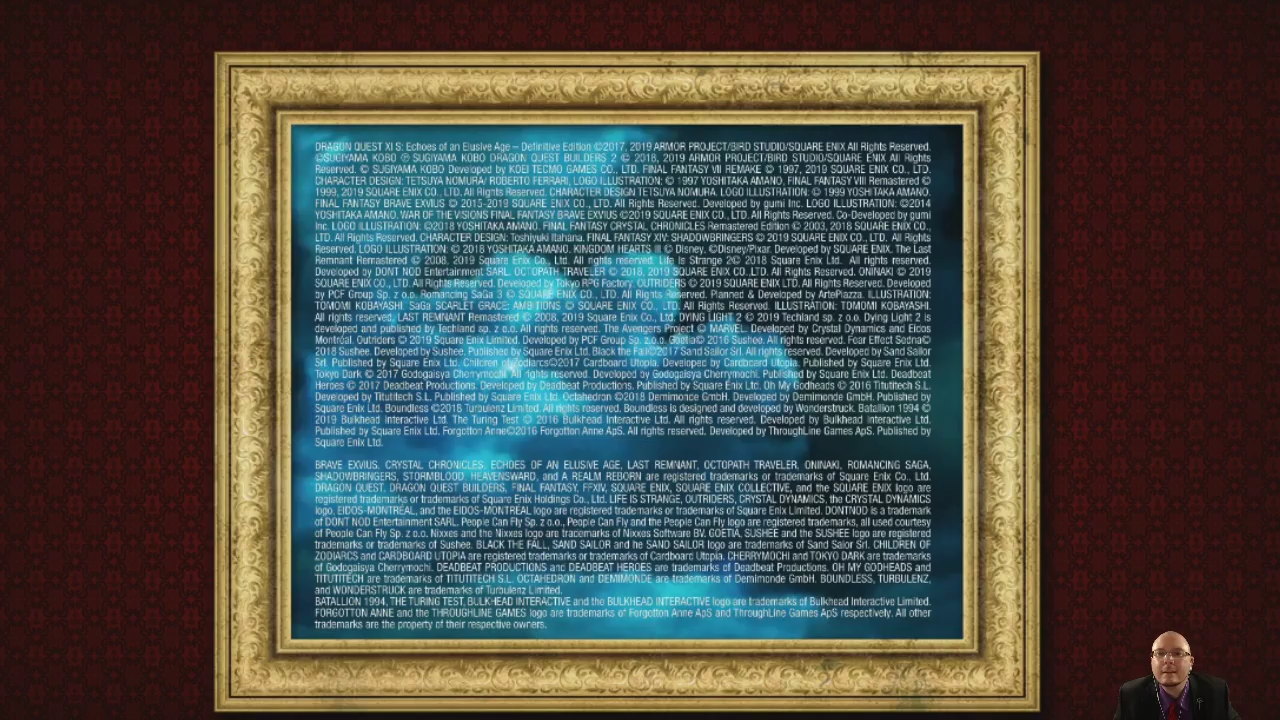 DRAGON QUEST XI S: Echoes of an Elusive Age – Definitive Edition ©2017, 2019 ARMOR PROJECT/BIRD STUDIO/SQUARE ENIX All Rights Reserved.
©SUGIYAMA KOBO ℗ SUGIYAMA KOBO DRAGON QUEST BUILDERS 2 © 2018, 2019 ARMOR PROJECT/BIRD STUDIO/SQUARE ENIX All Rights
Reserved. © SUGIYAMA KOBO Developed by KOEI TECMO GAMES CO., LTD. FINAL FANTASY VII REMAKE © 1997, 2019 SQUARE ENIX CO., LTD.
CHARACTER DESIGN: TETSUYA NOMURA/ ROBERTO FERRARI, LOGO ILLUSTRATION: © 1997 YOSHITAKA AMANO, FINAL FANTASY VIII Remastered ©
1999, 2019 SQUARE ENIX CO., LTD. All Rights Reserved. CHARACTER DESIGN TETSUYA NOMURA. LOGO ILLUSTRATION: © 1999 YOSHITAKA AMANO.
FINAL FANTASY BRAVE EXVIUS © 2015-2019 SQUARE ENIX CO., LTD. All Rights Reserved. Developed by gumi Inc. LOGO ILLUSTRATION: ©2014
YOSHITAKA AMANO. WAR OF THE VISIONS FINAL FANTASY BRAVE EXVIUS ©2019 SQUARE ENIX CO., LTD. All Rights Reserved. Co-Developed by gumi
Inc. LOGO ILLUSTRATION: ©2018 YOSHITAKA AMANO. FINAL FANTASY CRYSTAL CHRONICLES Remastered Edition © 2003, 2018 SQUARE ENIX CO.,
LTD. All Rights Reserved. CHARACTER DESIGN: Toshiyuki Itahana. FINAL FANTASY XIV: SHADOWBRINGERS © 2019 SQUARE ENIX CO., LTD. All Rights
Reserved. LOGO ILLUSTRATION: © 2018 YOSHITAKA AMANO. KINGDOM HEARTS III © Disney. ©Disney/Pixar. Developed by SQUARE ENIX. The Last
Remnant Remastered © 2008, 2019 Square Enix Co., Ltd. All rights reserved. Life Is Strange 2© 2018 Square Enix Ltd. All rights reserved.
Developed by DONT NOD Entertainment SARL. OCTOPATH TRAVELER © 2018, 2019 SQUARE ENIX CO., LTD. All Rights Reserved. ONINAKI © 2019
SQUARE ENIX CO., LTD. All Rights Reserved. Developed by Tokyo RPG Factory. OUTRIDERS © 2019 Square Enix Ltd. All rights reserved. Developed
by PCF Group Sp. z o.o. Romancing SaGa 3 © SQUARE ENIX CO., LTD. All Rights Reserved. Planned & Developed by ArtePiazza. ILLUSTRATION:
TOMOMI KOBAYASHI. SaGa SCARLET GRACE: AMBITIONS © SQUARE ENIX CO., LTD. All Rights Reserved. ILLUSTRATION: TOMOMI KOBAYASHI.
All rights reserved. LAST REMNANT Remastered © 2008, 2019 Square Enix Co., Ltd. DYING LIGHT 2 © 2019 Techland sp. z o.o. Dying Light 2 is
developed and published by Techland sp. z o.o. All rights reserved. The Avengers Project © MARVEL. Developed by Crystal Dynamics and Eidos
Montréal. Outriders © 2019 Square Enix Limited. Developed by PCF Group Sp. z.o.o. Goetia© 2016 Sushee. All rights reserved. Fear Effect Sedna©
2018 Sushee. Developed by Sushee. Published by Square Enix Ltd. Black the Fall©2017 Sand Sailor Srl. All rights reserved. Developed by Sand Sailor
Srl. Published by Square Enix Ltd. Children of Zodiarcs©2017 Cardboard Utopia. Developed by Cardboard Utopia. Published by Square Enix Ltd.
Tokyo Dark © 2017 Godogaisya Cherrymochi. All rights reserved. Developed by Godogaisya Cherrymochi. Published by Square Enix Ltd. Deadbeat
Heroes © 2017 Deadbeat Productions. Developed by Deadbeat Productions. Published by Square Enix Ltd. Oh My Godheads © 2016 Titutitech S.L.
Developed by Titutitech S.L. Published by Square Enix Ltd. Octahedron ©2018 Demimonde GmbH. Developed by Demimonde GmbH. Published by
Square Enix Ltd. Boundless ©2018 Turbulenz Limited. All rights reserved. Boundless is designed and developed by Wonderstruck. Batallion 1994 ©
2019 Bulkhead Interactive Ltd. The Turing Test © 2016 Bulkhead Interactive Ltd. All rights reserved. Developed by Bulkhead Interactive Ltd.
Published by Square Enix Ltd. Forgotton Anne©2016 Forgotton Anne ApS. All rights reserved. Developed by ThroughLine Games ApS. Published by
Square Enix Ltd.
BRAVE EXVIUS, CRYSTAL CHRONICLES, ECHOES OF AN ELUSIVE AGE, LAST REMNANT, OCTOPATH TRAVELER, ONINAKI, ROMANCING SAGA,
SHADOWBRINGERS, STORMBLOOD, HEAVENSWARD, and A REALM REBORN are registered trademarks or trademarks of Square Enix Co., Ltd.
DRAGON QUEST, DRAGON QUEST BUILDERS, FINAL FANTASY, FFXIV, SQUARE ENIX, SQUARE ENIX COLLECTIVE, and the SQUARE ENIX logo are
registered trademarks or trademarks of Square Enix Holdings Co., Ltd. LIFE IS STRANGE, OUTRIDERS, CRYSTAL DYNAMICS, the CRYSTAL DYNAMICS
logo, EIDOS-MONTREAL, and the EIDOS-MONTREAL logo are registered trademarks or trademarks of Square Enix Limited. DONTNOD is a trademark
of DONT NOD Entertainment SARL. People Can Fly Sp. z o.o., People Can Fly and the People Can Fly logo are registered trademarks, all used courtesy
of People Can Fly Sp. z o.o. Nixxes and the Nixxes logo are trademarks of Nixxes Software BV. GOETIA, SUSHEE and the SUSHEE logo are registered
trademarks or trademarks of Sushee. BLACK THE FALL, SAND SAILOR and he SAND SAILOR logo are trademarks of Sand Sailor Srl. CHILDREN OF
ZODIARCS and CARDBOARD UTOPIA are registered trademarks or trademarks of Cardboard Utopia. CHERRYMOCHI and TOKYO DARK are trademarks
of Godogaisya Cherrymochi. DEADBEAT PRODUCTIONS and DEADBEAT HEROES are trademarks of Deadbeat Productions. OH MY GODHEADS and
TITUTITECH are trademarks of TITUTITECH S.L. OCTAHEDRON and DEMIMONDE are trademarks of Demimonde GmbH. BOUNDLESS, TURBULENZ,
and WONDERSTRUCK are trademarks of Turbulenz Limited.
BATALLION 1994, THE TURING TEST, BULKHEAD INTERACTIVE and the BULKHEAD INTERACTIVE logo are trademarks of Bulkhead Interactive Limited.
FORGOTTON ANNE and the THROUGHLINE GAMES logo are trademarks of Forgotton Anne ApS and ThroughLine Games ApS respectively. All other
trademarks are the property of their respective owners.